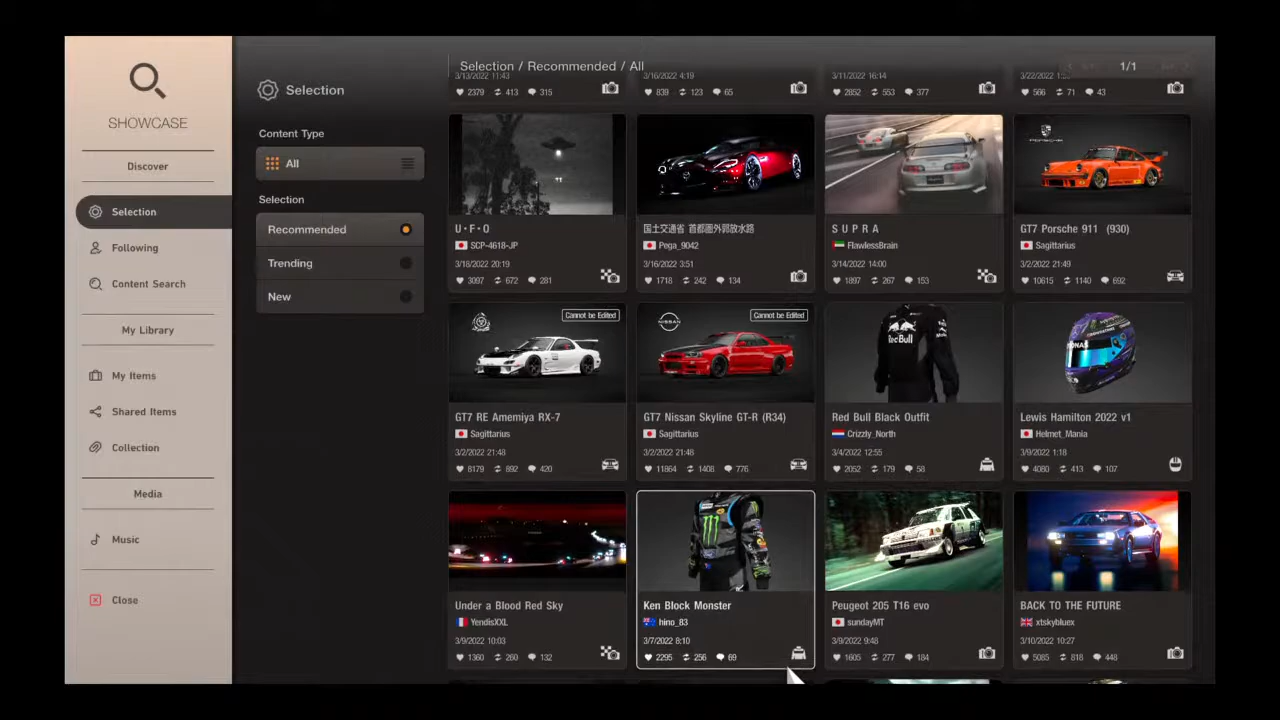 SHOWCASE
Discover
Selection
Following
Content Search
My Library
My Items
Shared Items
Collection
Media
Music
Close
Selection
Content Type
All
Selection
Recommended
Trending
New
Selection / Recommended / All
1/1
3/13/2022 11:43
2379 413 315
3/16/2022 4:19
839 123 65
3/11/2022 16:14
2852 553 377
566 71 43
U・F・O
SCP-4618-JP
3/18/2022 20:19
3097 672 281
国土交通省 首都圏外郭放水路
Pega_9042
3/16/2022 3:51
1718 242 134
S U P R A
FlawlessBrain
3/14/2022 14:00
1897 267 153
PORSCHE
GT7 Porsche 911 (930)
Sagittarius
3/2/2022 21:49
10615 1140 692
Cannot be Edited
GT7 RE Amemiya RX-7
Sagittarius
3/2/2022 21:48
8179 892 420
NISSAN
Cannot be Edited
GT7 Nissan Skyline GT-R (R34)
Sagittarius
3/2/2022 21:48
11864 1408 776
Red Bull
Red Bull Black Outfit
Crizzly_North
3/4/2022 12:55
2052 179 58
Lewis Hamilton 2022 v1
Helmet_Mania
3/9/2022 1:18
4080 413 107
Under a Blood Red Sky
YendisXXL
3/9/2022 10:03
1360 260 132
Ken Block Monster
hino_83
3/7/2022 8:10
2295 256 69
Peugeot 205 T16 evo
sundayMT
3/9/2022 9:48
1605 277 184
BACK TO THE FUTURE
xtskybluex
3/10/2022 10:27
5085 818 448